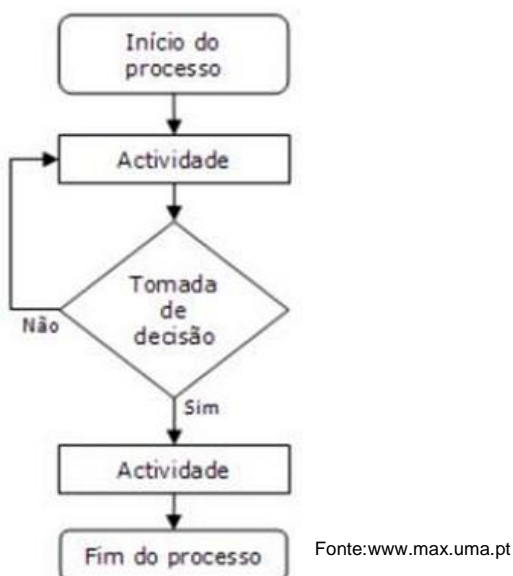 Início do
processo
Actividade
Tomada
de
decisão
Não
Sim
Actividade
Fim do processo
Fonte:www.max.uma.pt